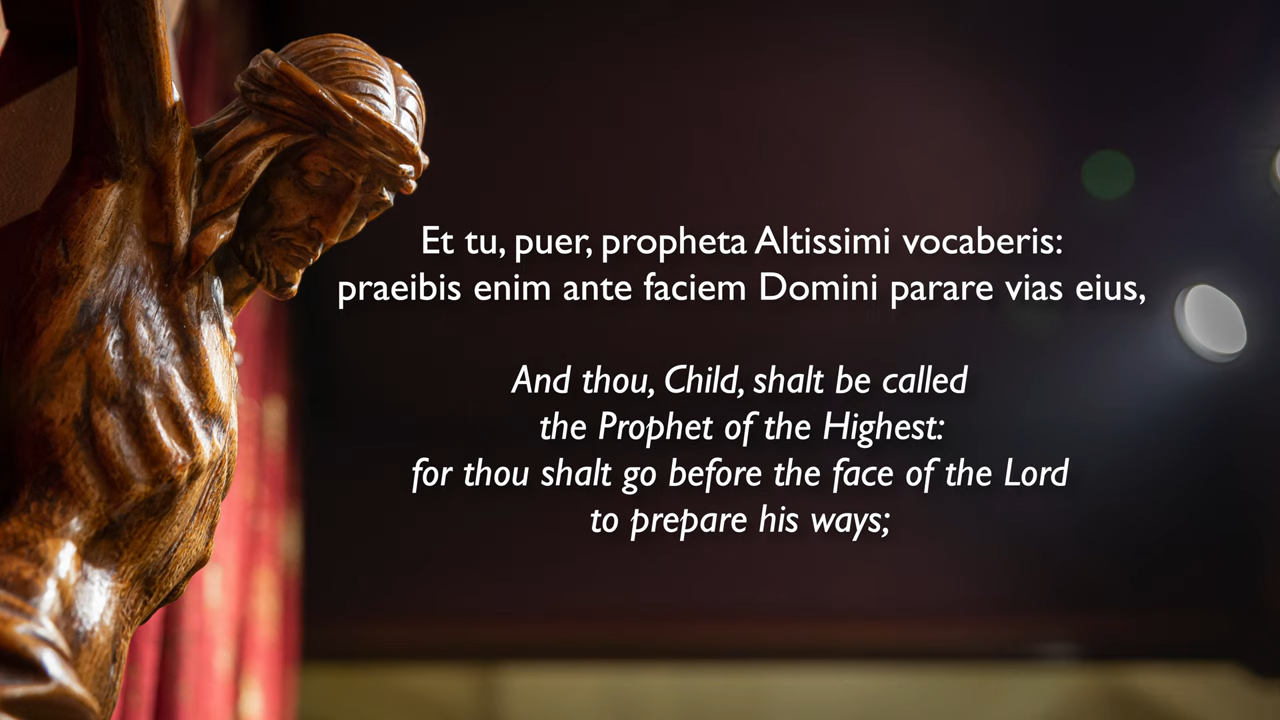 Et tu, puer, propheta Altissimi vocaberis:
praeibis enim ante faciem Domini parare vias eius,
And thou, Child, shalt be called
the Prophet of the Highest:
for thou shalt go before the face of the Lord
to prepare his ways;